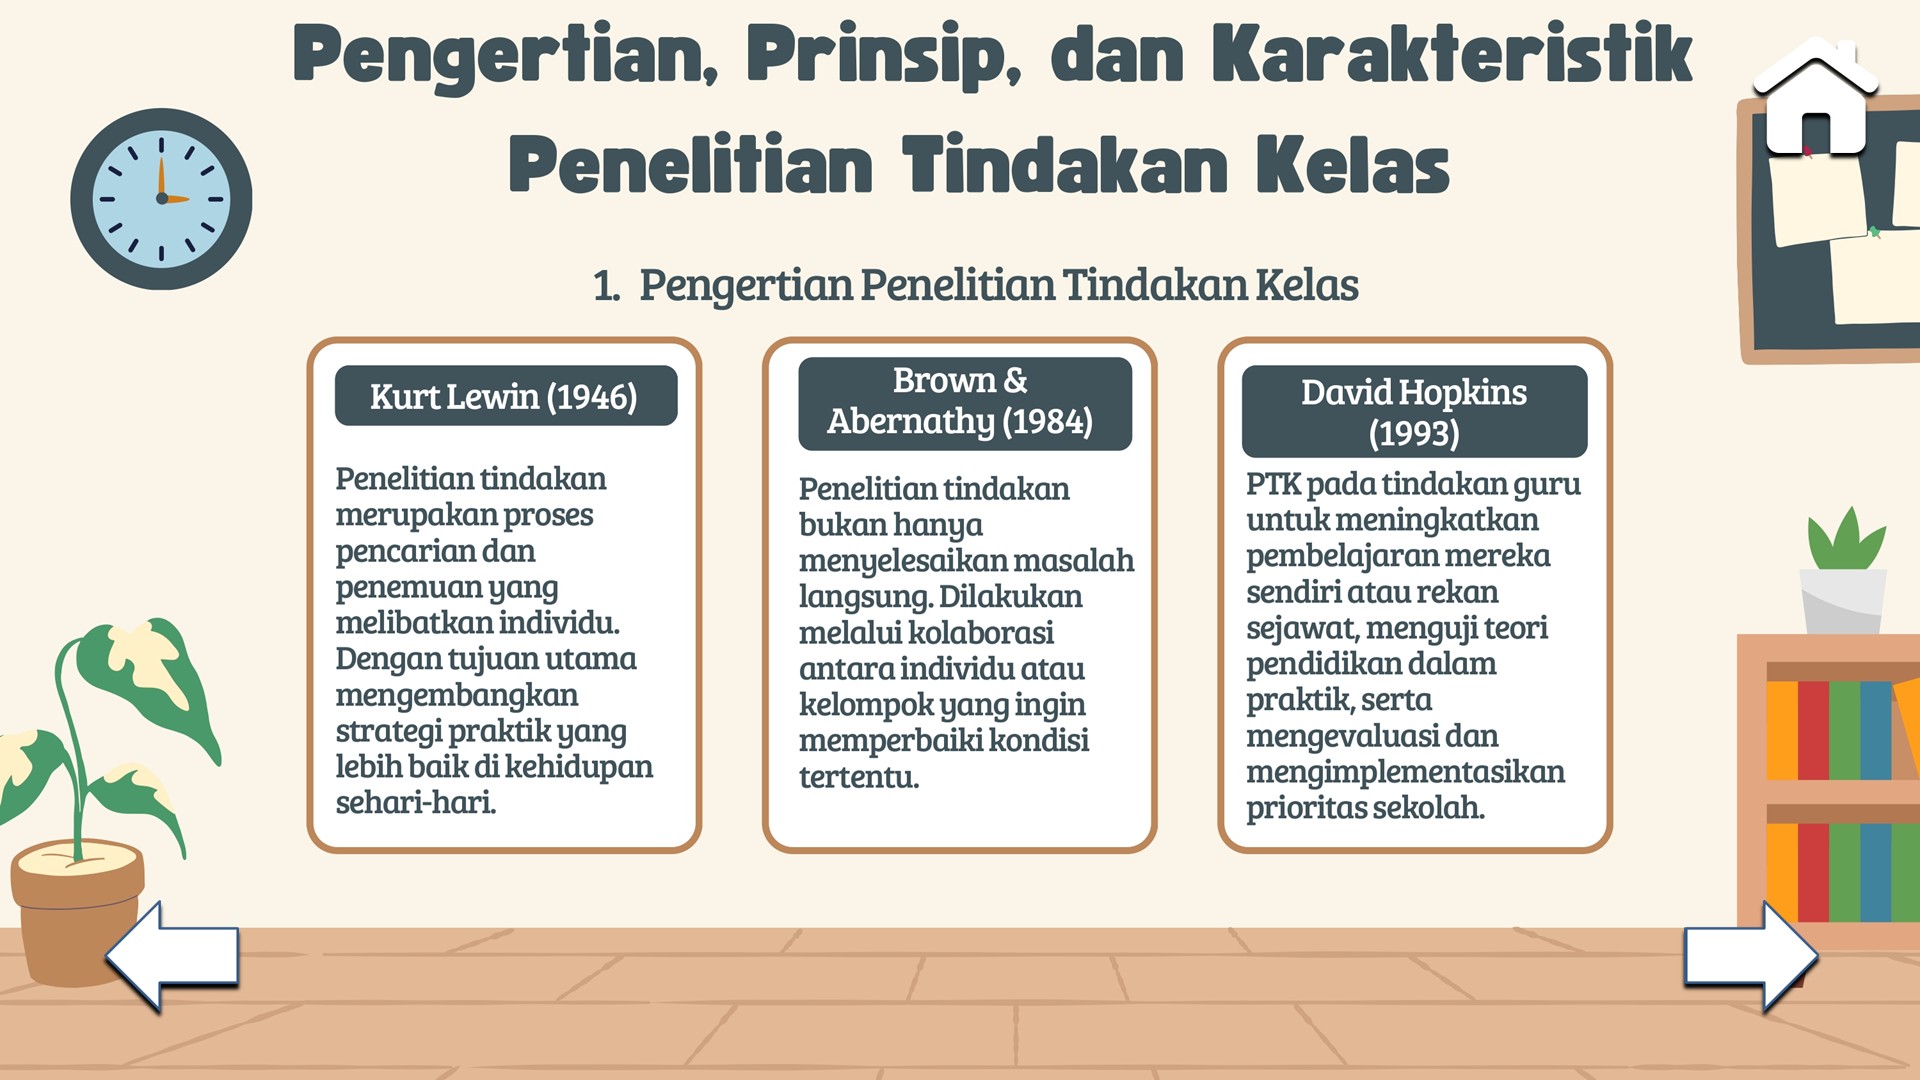 Pengertian, Prinsip, dan Karakteristik
Penelitian Tindakan Kelas
1. Pengertian Penelitian Tindakan Kelas
Kurt Lewin (1946)
Penelitian tindakan
merupakan proses
pencarian dan
penemuan yang
melibatkan individu.
Dengan tujuan utama
mengembangkan
strategi praktik yang
lebih baik di kehidupan
sehari-hari.
Brown &
Abernathy (1984)
Penelitian tindakan
bukan hanya
menyelesaikan masalah
langsung. Dilakukan
melalui kolaborasi
antara individu atau
kelompok yang ingin
memperbaiki kondisi
tertentu.
David Hopkins
(1993)
PTK pada tindakan guru
untuk meningkatkan
pembelajaran mereka
sendiri atau rekan
sejawat, menguji teori
pendidikan dalam
praktik, serta
mengevaluasi dan
mengimplementasikan
prioritas sekolah.